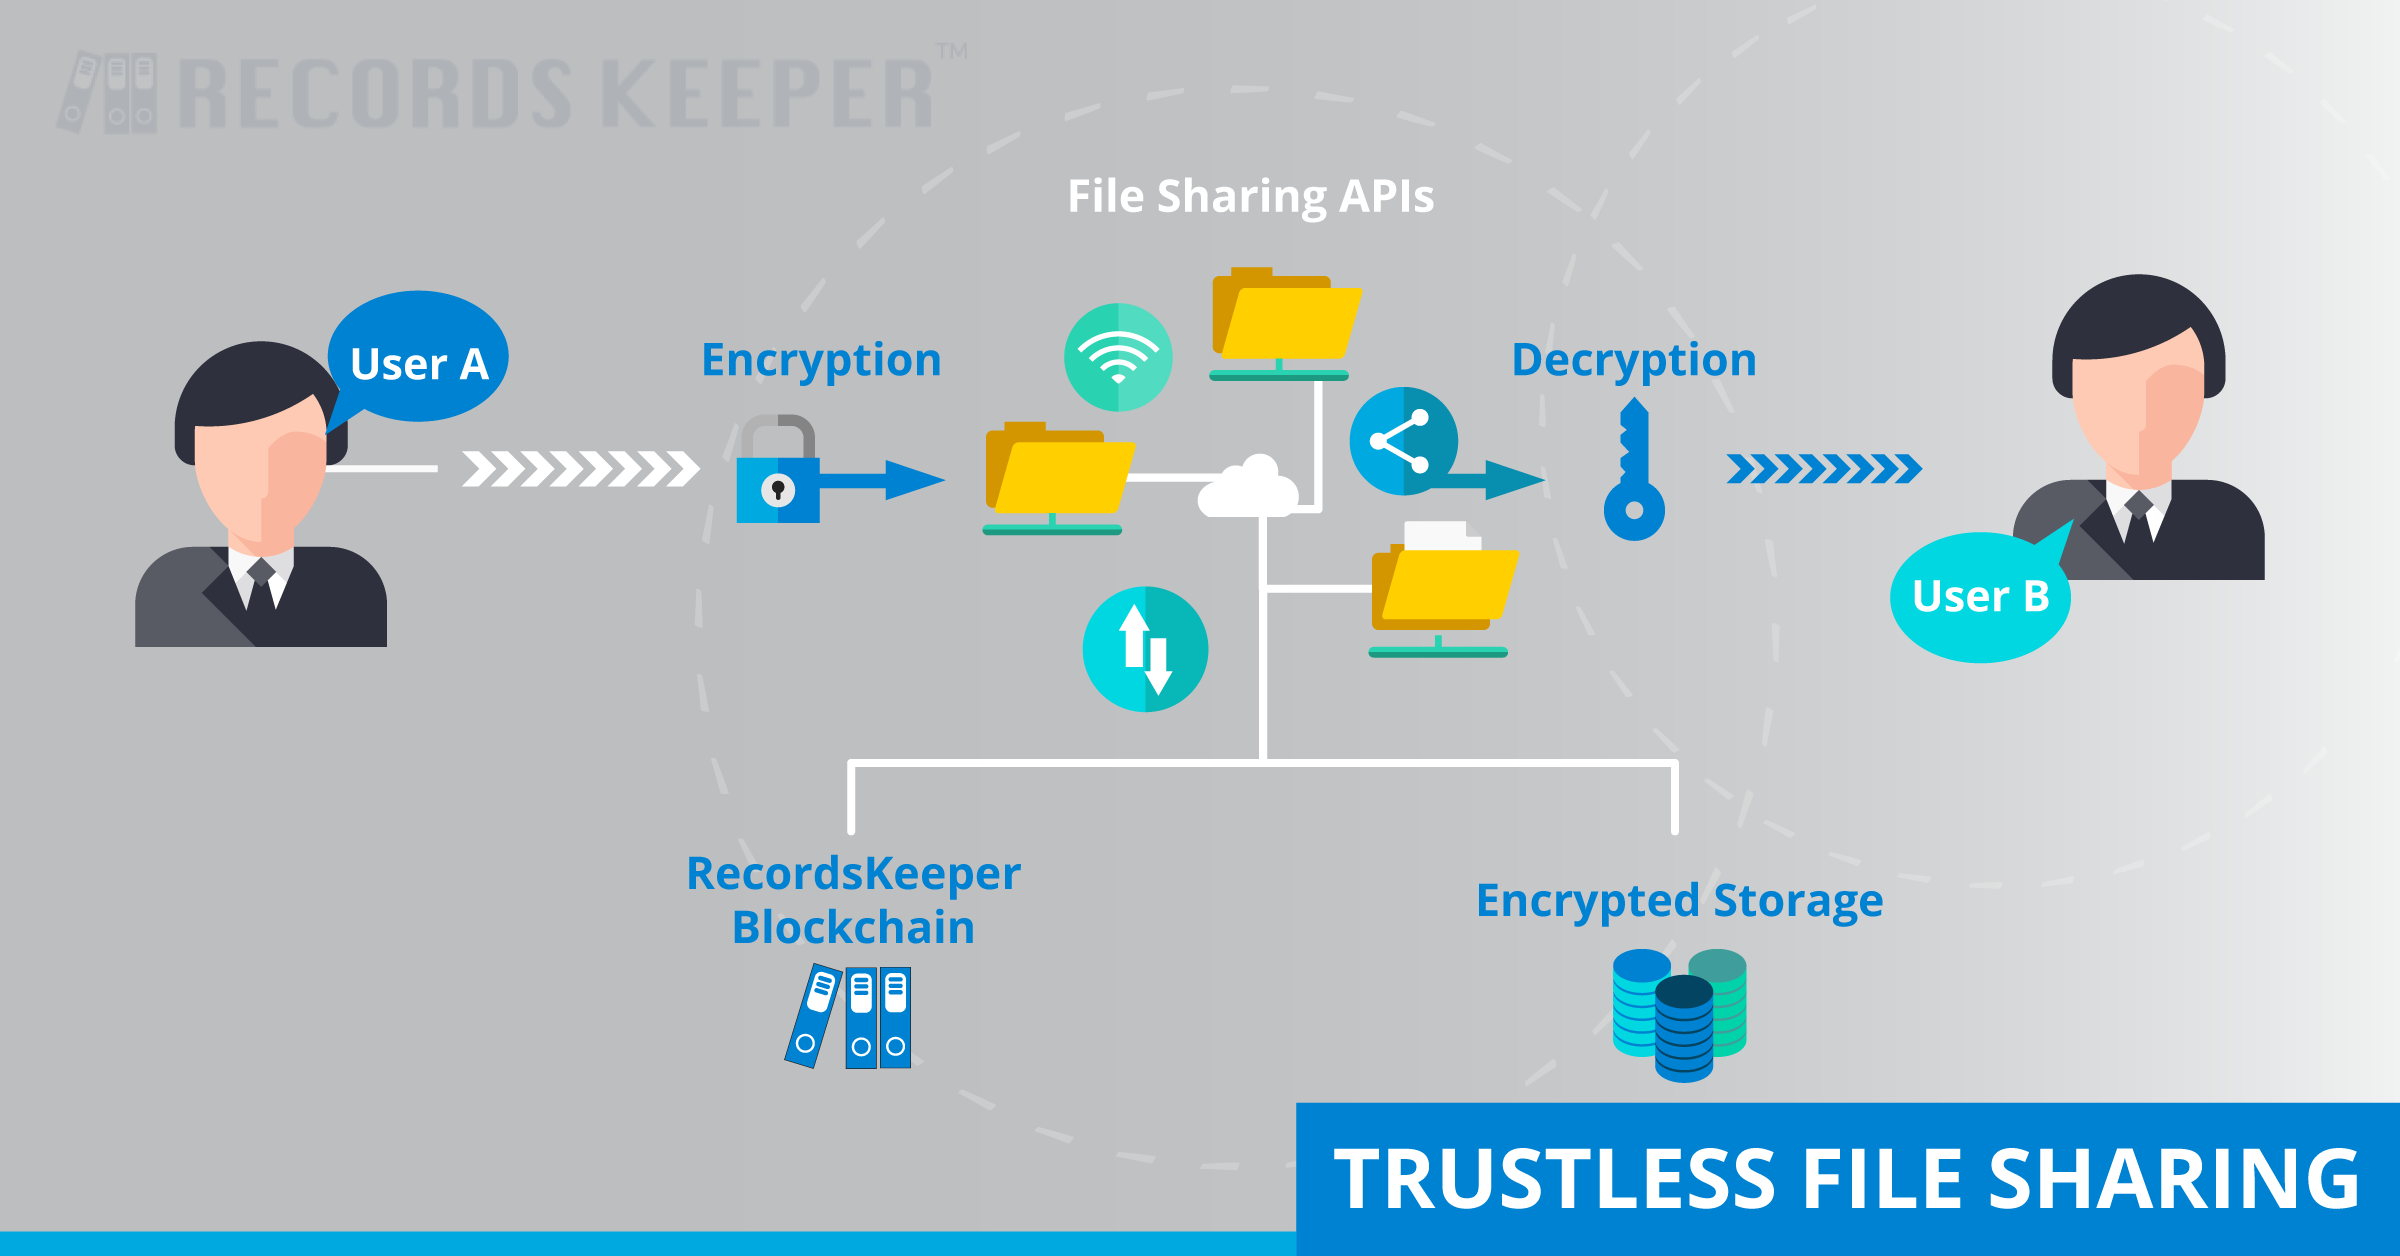 RECORDS KEEPER™
File Sharing APIs
User A
Encryption
Decryption
User B
RecordsKeeper
Blockchain
Encrypted Storage
TRUSTLESS FILE SHARING